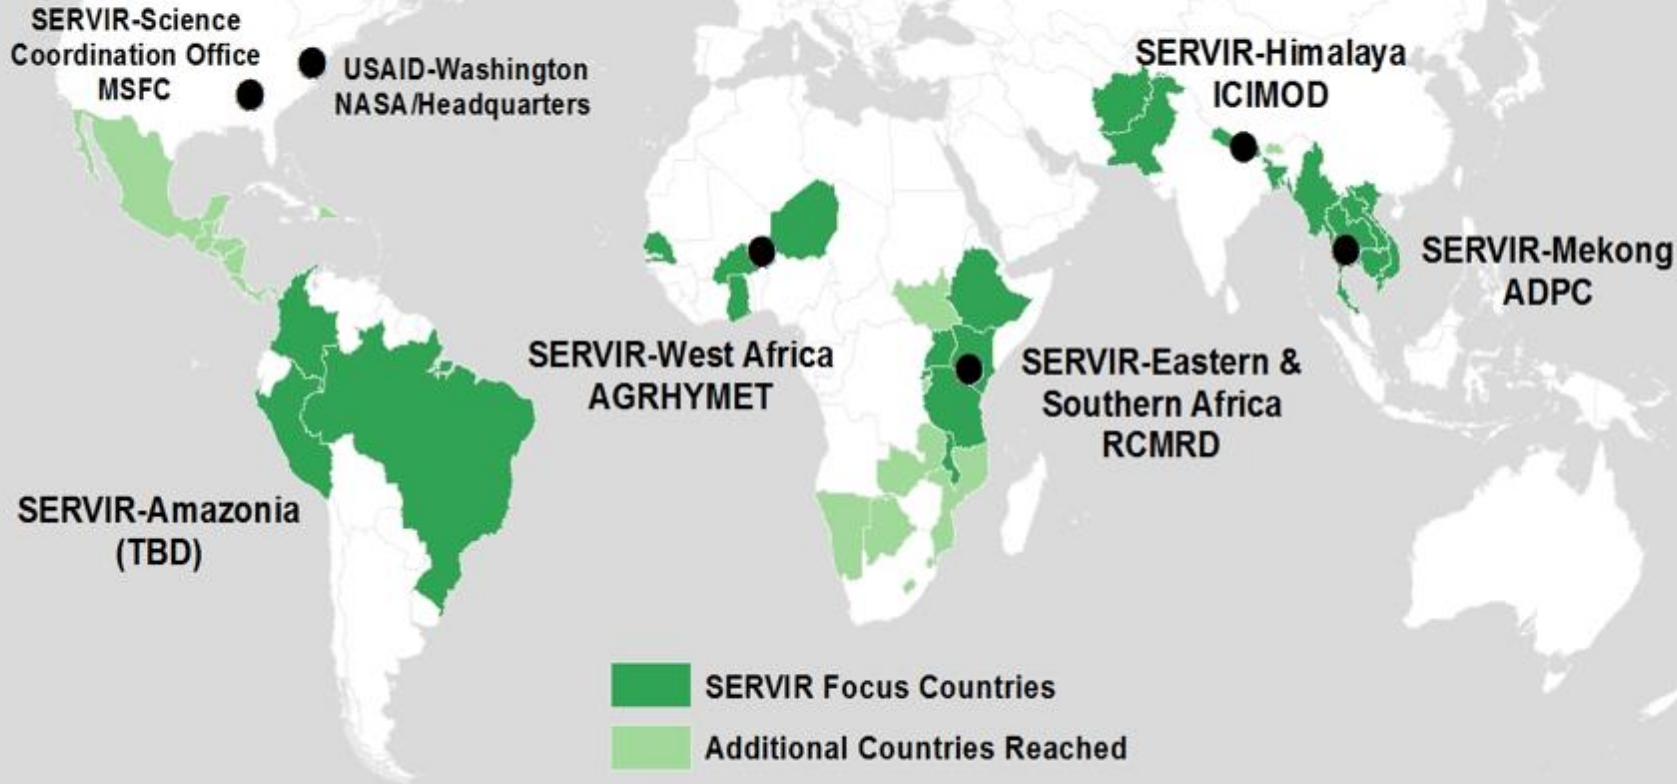 SERVIR-Science
Coordination Office
MSFC
USAID-Washington
NASA/Headquarters
SERVIR-Himalaya
ICIMOD
SERVIR-Mekong
ADPC
SERVIR-West Africa
AGRHYMET
SERVIR-Eastern &
Southern Africa
RCMRD
SERVIR-Amazonia
(TBD)
SERVIR Focus Countries
Additional Countries Reached